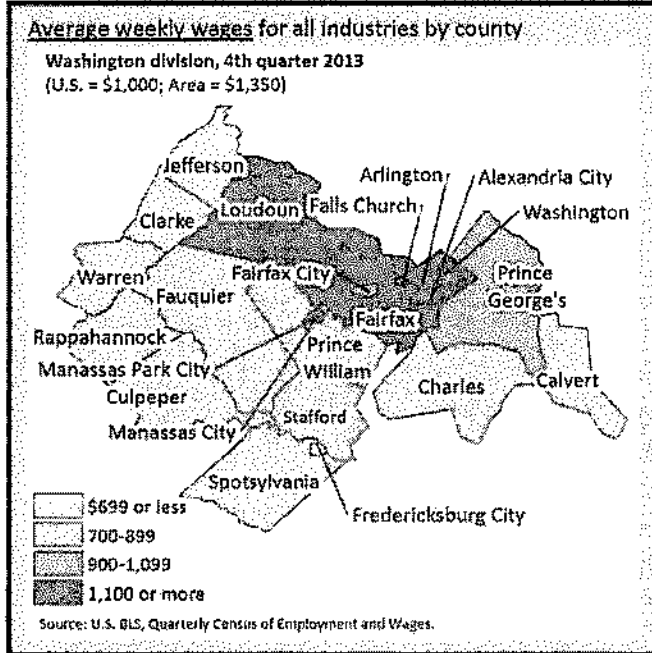 Average weekly wages for all industries by county
Washington division, 4th quarter 2013
(U.S. = $1,000; Area = $1,350)
Jefferson
Arlington
Alexandria City
Clarke
Loudoun
Falls Church
Washington
Warren
Fairfax City
Prince
George's
Fauquier
Rappahannock
Fairfax
Manassas Park City
Prince
William
Culpeper
Charles
Calvert
Manassas City
Stafford
Spotsylvania
Fredericksburg City
$699 or less
700-899
900-1,099
1,100 or more
Source: U.S. BLS, Quarterly Census of Employment and Wages.